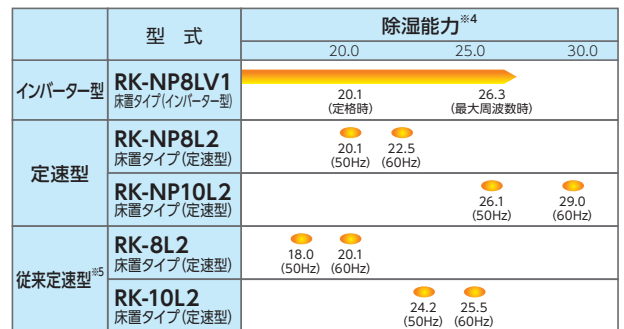 型 式
除湿能力※4
20.0 25.0 30.0
インバーター型
RK-NP8LV1
床置タイプ(インバーター型)
20.1 26.3
(定格時) (最大周波数時)
定速型
RK-NP8L2
床置タイプ(定速型)
20.1 22.5
(50Hz) (60Hz)
RK-NP10L2
床置タイプ(定速型)
26.1 29.0
(50Hz) (60Hz)
従来定速型※5
RK-8L2
床置タイプ(定速型)
18.0 20.1
(50Hz) (60Hz)
RK-10L2
床置タイプ(定速型)
24.2 25.5
(50Hz) (60Hz)